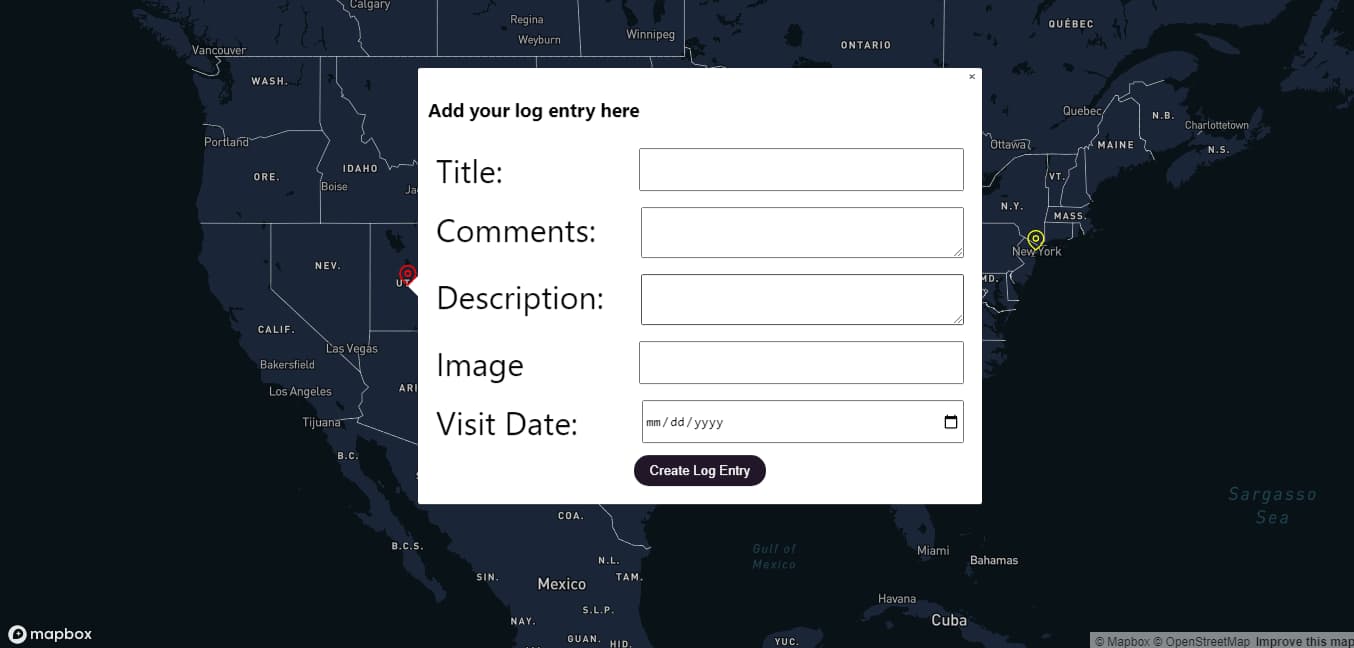 Calgary
Regina
QUÉBEC
Weyburn
Winnipeg
ONTARIO
Vancouver
WASH.
×
Add your log entry here
Quebec
N.B.
Charlottetown
Portland
Ottawa
MAINE
N.S.
IDAHO
Title:
ORE.
Boise
VT.
N.Y.
MASS.
Comments:
New York
NEV.
UT
MD.
Description:
CALIF.
Las Vegas
Bakersfield
Image
Los Angeles
ARI
Tijuana
Visit Date:
mm/dd/yyyy
B.C.
Create Log Entry
Sargasso
Sea
COA.
B.C.S.
Gulf of
Mexico
Miami
Bahamas
N.L.
SIN.
TAM.
Mexico
Havana
S.L.P.
Cuba
NAY.
GUAN.
HID.
YUC.
mapbox
© Mapbox © OpenStreetMap Improve this map